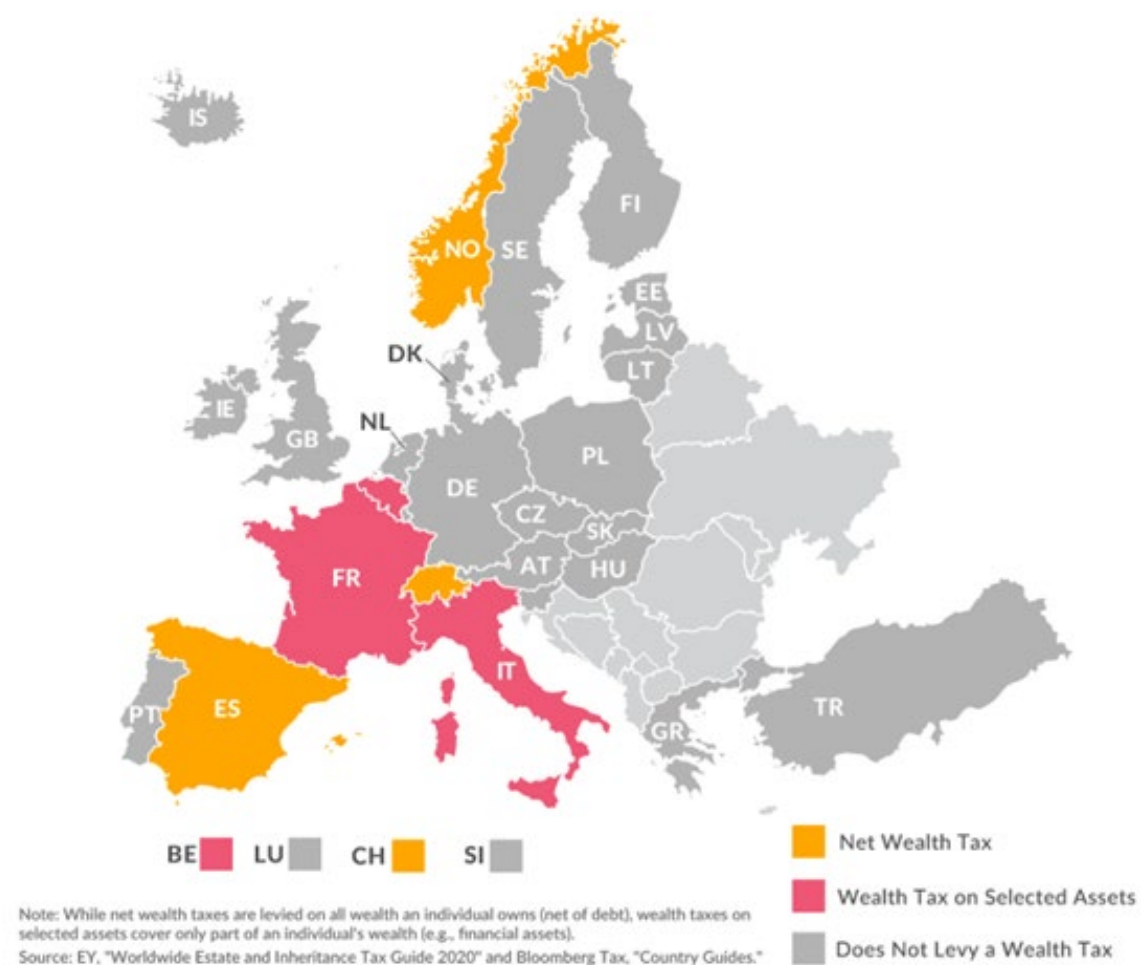 IS
NO
SE
FI
EE
LV
LT
DK
IE
GB
NL
DE
PL
CZ
SK
AT
HU
FR
IT
PT
ES
GR
TR
BE
LU
CH
SI
Net Wealth Tax
Wealth Tax on Selected Assets
Does Not Levy a Wealth Tax
Note: While net wealth taxes are levied on all wealth an individual owns (net of debt), wealth taxes on
selected assets cover only part of an individual's wealth (e.g., financial assets).
Source: EY, "Worldwide Estate and Inheritance Tax Guide 2020" and Bloomberg Tax, "Country Guides."